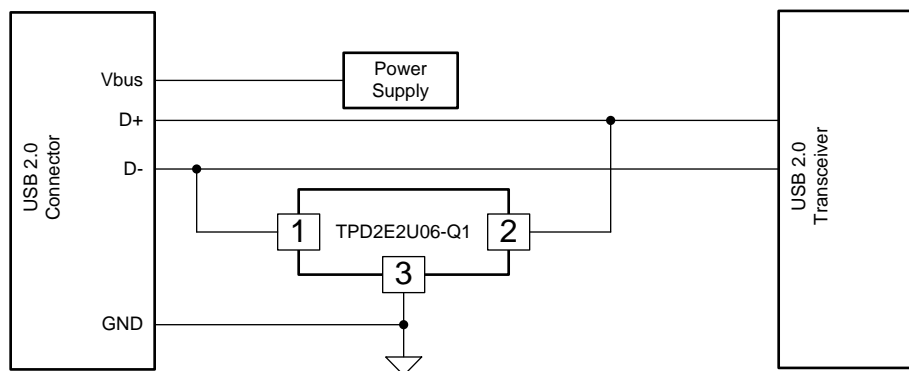 USB 2.0
Connector
Vbus
D+
D-
GND
Power
Supply
1
TPD2E2U06-Q1
2
3
USB 2.0
Transceiver